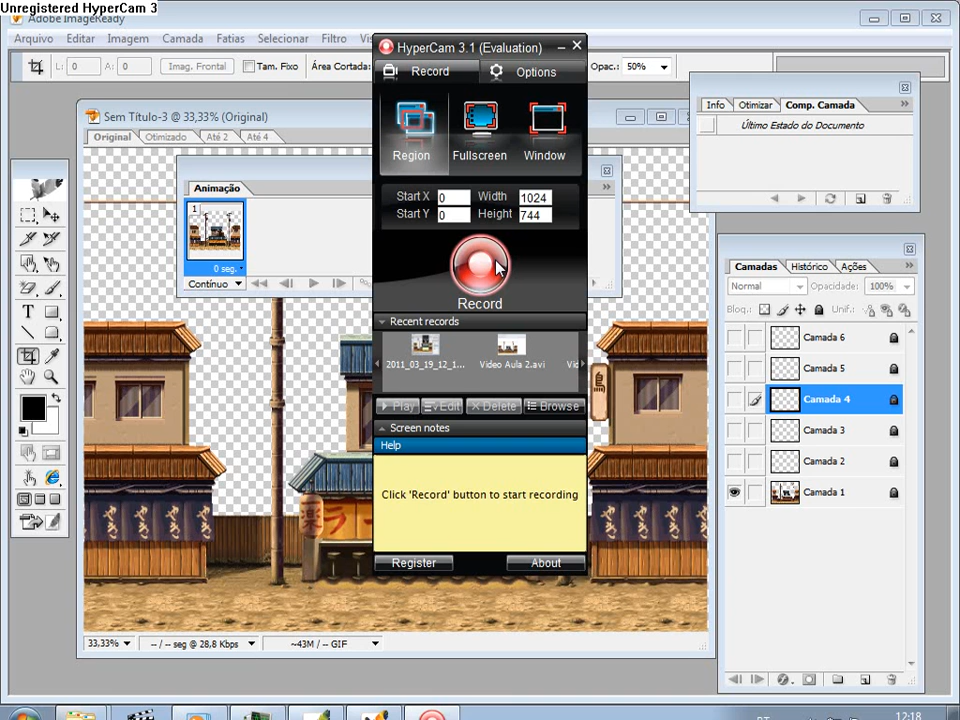 Unregistered HyperCam 3
Adobe ImageReady
Arquivo Editar Imagem Camada Fatias Selecionar Filtro
L: 0 A: 0 Imag. Frontal Tam. Fixo Área Cortada: Opac.: 50%
Sem Título-3 @ 33,33% (Original)
Original Otimizado Até 2 Até 4
Animação
1
0 seg.
Contínuo
HyperCam 3.1 (Evaluation)
Record Options
Region Fullscreen Window
Start X 0 Width 1024
Start Y 0 Height 744
Record
Recent records
2011_03_19_12_1... Video Aula 2.avi
Play Edit Delete Browse
Screen notes
Help
Click 'Record' button to start recording
Register About
Info Otimizar Comp. Camada
Último Estado do Documento
Camadas Histórico Ações
Normal Opacidade: 100%
Bloq.: Unif.:
Camada 6
Camada 5
Camada 4
Camada 3
Camada 2
Camada 1
33,33% -- / -- seg @ 28,8 Kbps ~43M / -- GIF
PT 12:18